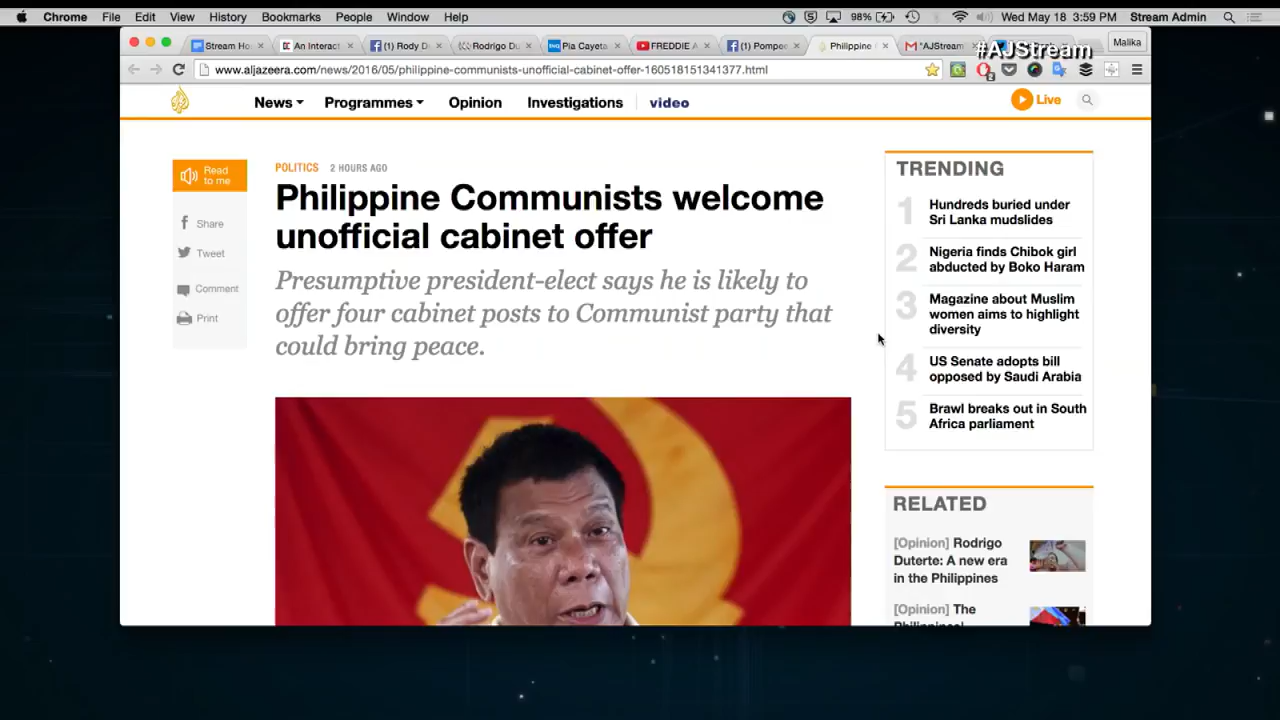 Chrome File Edit View History Bookmarks People Window Help 98% Wed May 18 3:59 PM Stream Admin
Stream Ho
An Interact
(1) Rody D
Rodrigo Du
Pia Cayeta
FREDDIE A
(1) Pompeo
Philippine
"AJStream
Malika
#AJStream
www.aljazeera.com/news/2016/05/philippine-communists-unofficial-cabinet-offer-160518151341377.html
News Programmes Opinion Investigations video Live
Read
to me
Share
Tweet
Comment
Print
POLITICS 2 HOURS AGO
Philippine Communists welcome
unofficial cabinet offer
Presumptive president-elect says he is likely to
offer four cabinet posts to Communist party that
could bring peace.
TRENDING
1 Hundreds buried under
Sri Lanka mudslides
2 Nigeria finds Chibok girl
abducted by Boko Haram
3 Magazine about Muslim
women aims to highlight
diversity
4 US Senate adopts bill
opposed by Saudi Arabia
5 Brawl breaks out in South
Africa parliament
RELATED
[Opinion] Rodrigo
Duterte: A new era
in the Philippines
[Opinion] The